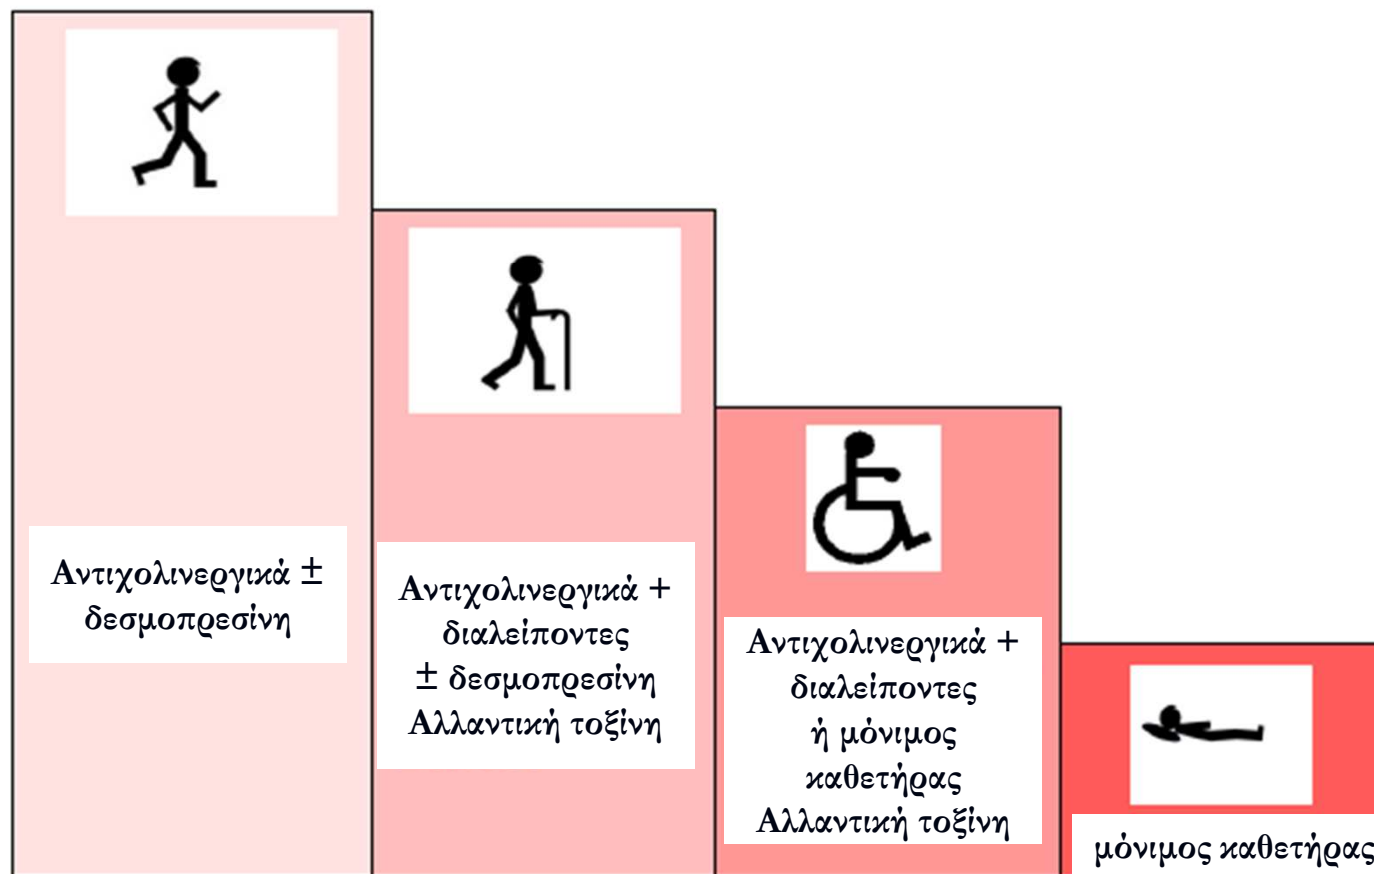 Αντιχολινεργικά ±
δεσμοπρεσίνη
Αντιχολινεργικά +
διαλείποντες
± δεσμοπρεσίνη
Αλλαντική τοξίνη
Αντιχολινεργικά +
διαλείποντες
ή μόνιμος
καθετήρας
Αλλαντική τοξίνη
μόνιμος καθετήρας